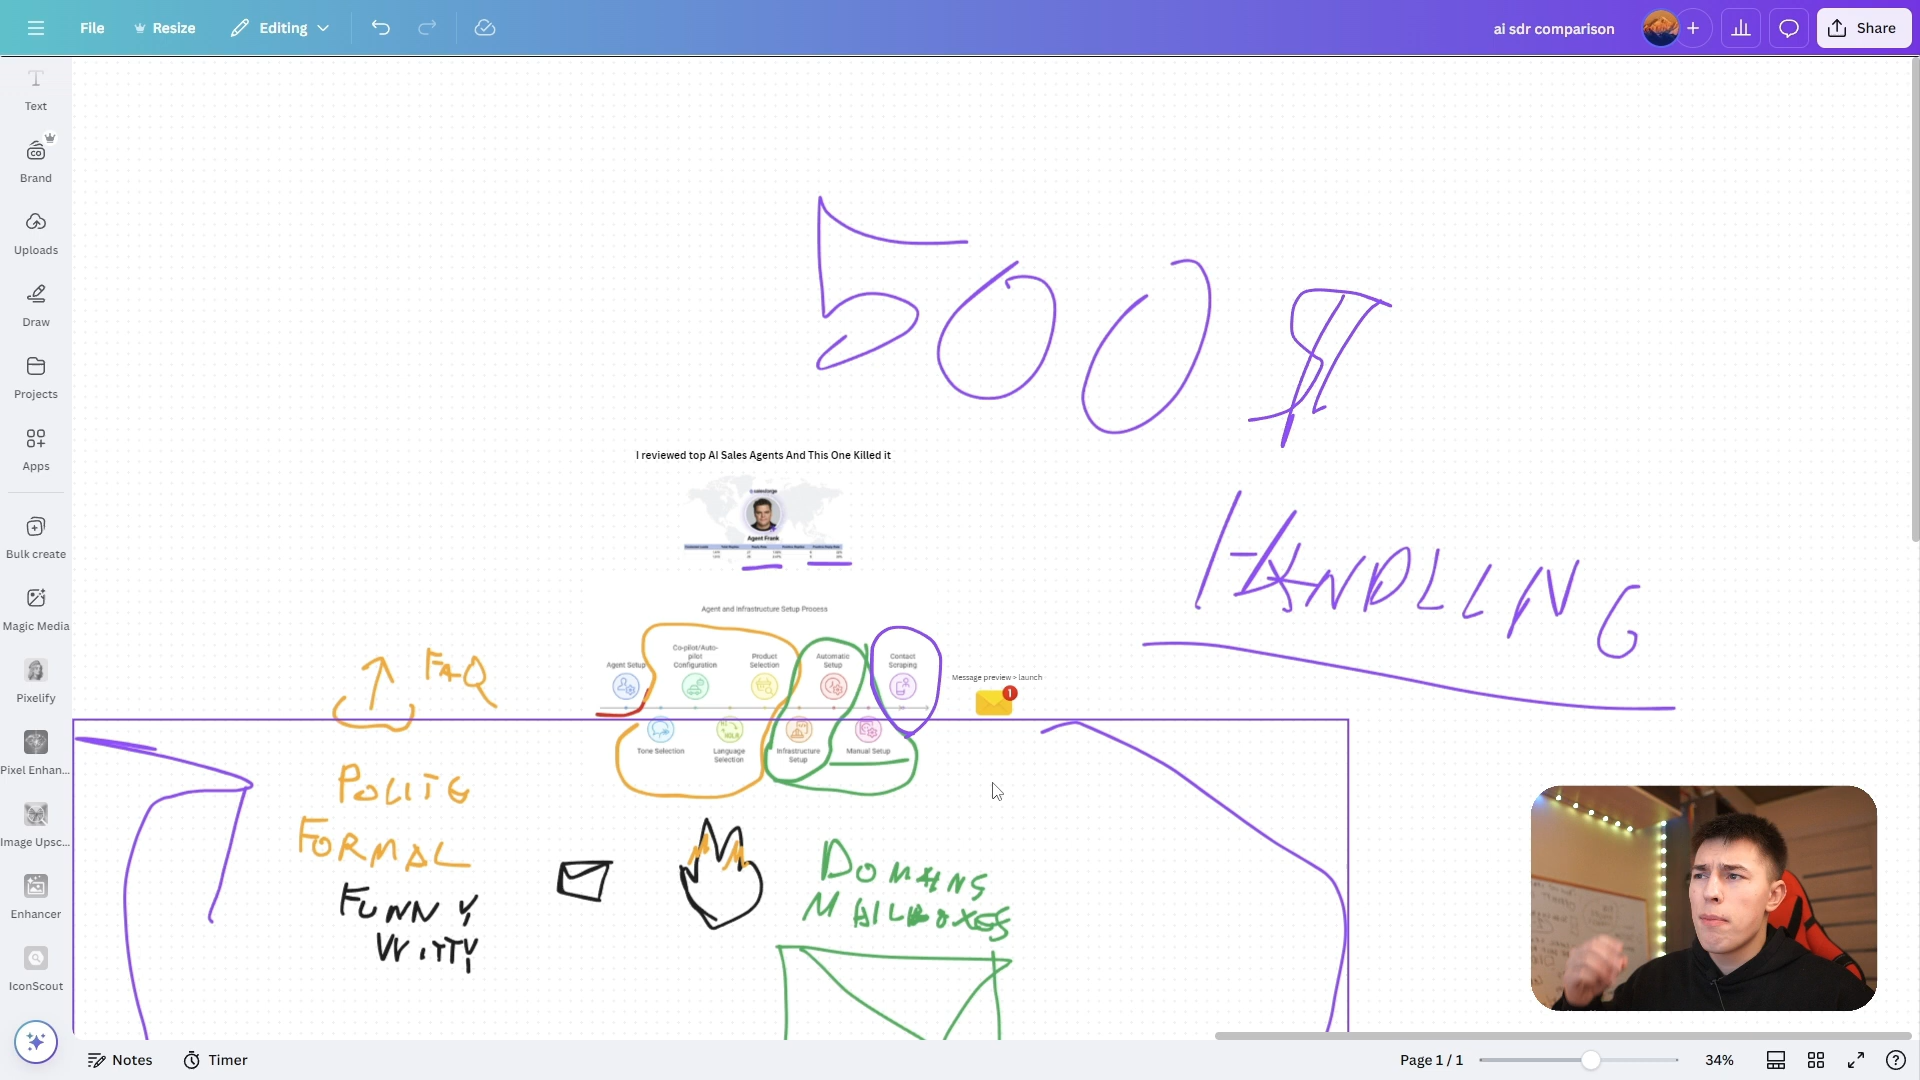 File Resize Editing ai sdr comparison Share
Text
Brand
Uploads
Draw
Projects
Apps
Bulk create
Magic Media
Pixelify
Pixel Enhan...
Image Upsc...
Enhancer
IconScout
500 $
HANDLING
I reviewed top AI Sales Agents And This One Killed it
salesforge
Agent Frank
Agent and Infrastructure Setup Process
Agent Setup
Co-pilot/Auto-
pilot
Configuration
Product
Selection
Automatic
Setup
Contact
Scraping
Message preview > launch
1
Tone Selection
Language
Selection
Infrastructure
Setup
Manual Setup
FAQ
POLITE
FORMAL
FUNNY
WITTY
DOMAINS
MAILBOXES
Notes Timer Page 1 / 1 34%